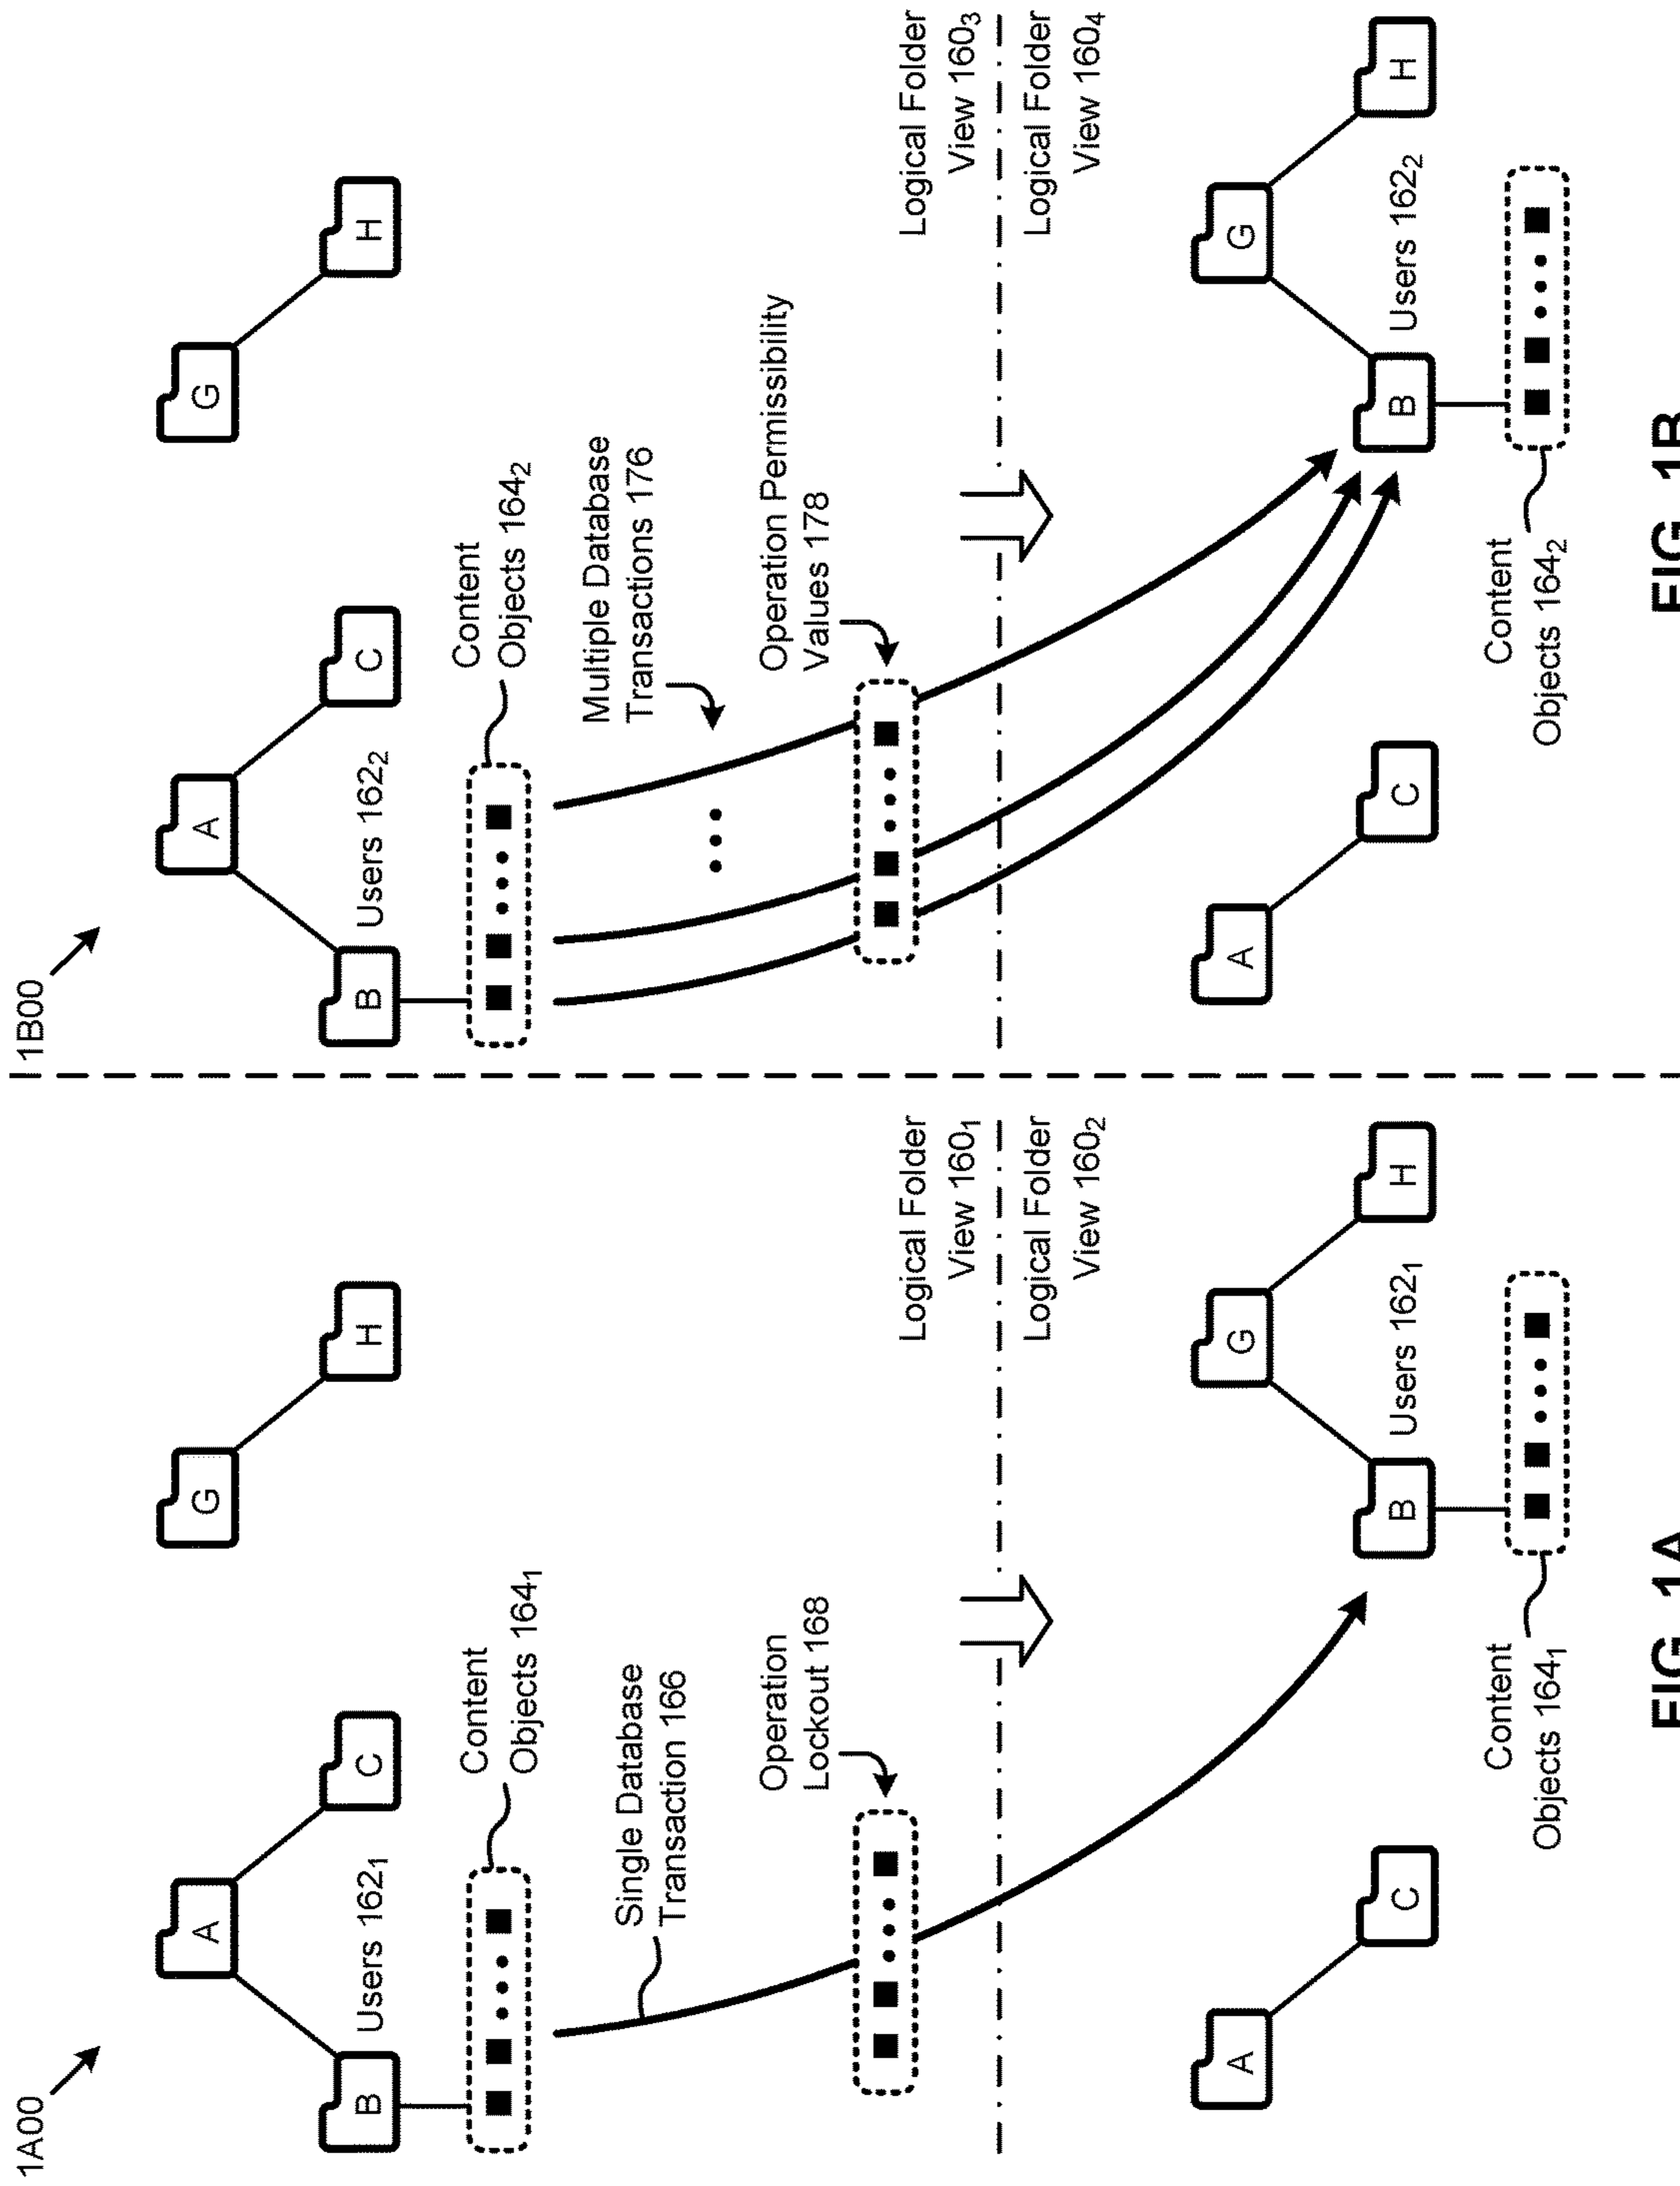 1A00
A
G
B
Users 162₁
C
H
Content
Objects 164₁
Single Database
Transaction 166
Operation
Lockout 168
Logical Folder
View 160₁
Logical Folder
View 160₂
A
G
C
B
Users 162₁
H
Content
Objects 164₁
FIG. 1A
1B00
A
G
B
Users 162₂
C
H
Content
Objects 164₂
Multiple Database
Transactions 176
Operation Permissibility
Values 178
Logical Folder
View 160₃
Logical Folder
View 160₄
A
G
C
B
Users 162₂
H
Content
Objects 164₂
FIG. 1B